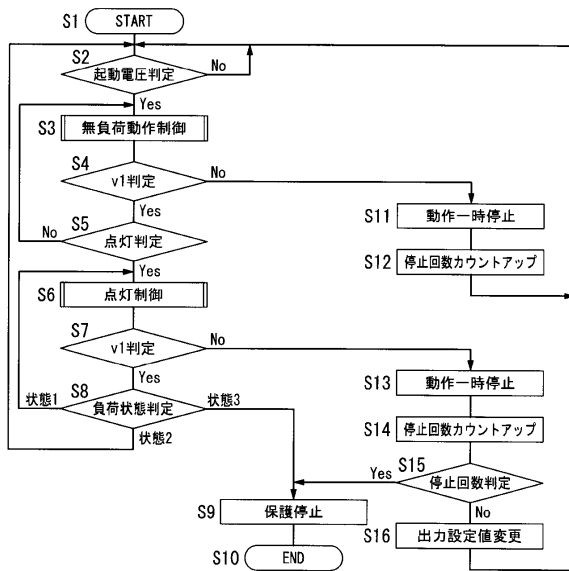 S1 START
S2 起動電圧判定 No
Yes
S3 無負荷動作制御
S4 v1判定 No
Yes
S5 点灯判定 No
Yes
S6 点灯制御
S7 v1判定 No
Yes
S8 負荷状態判定
状態1
状態3
状態2
S9 保護停止
S10 END
S11 動作一時停止
S12 停止回数カウントアップ
S13 動作一時停止
S14 停止回数カウントアップ
S15 停止回数判定 Yes
No
S16 出力設定値変更